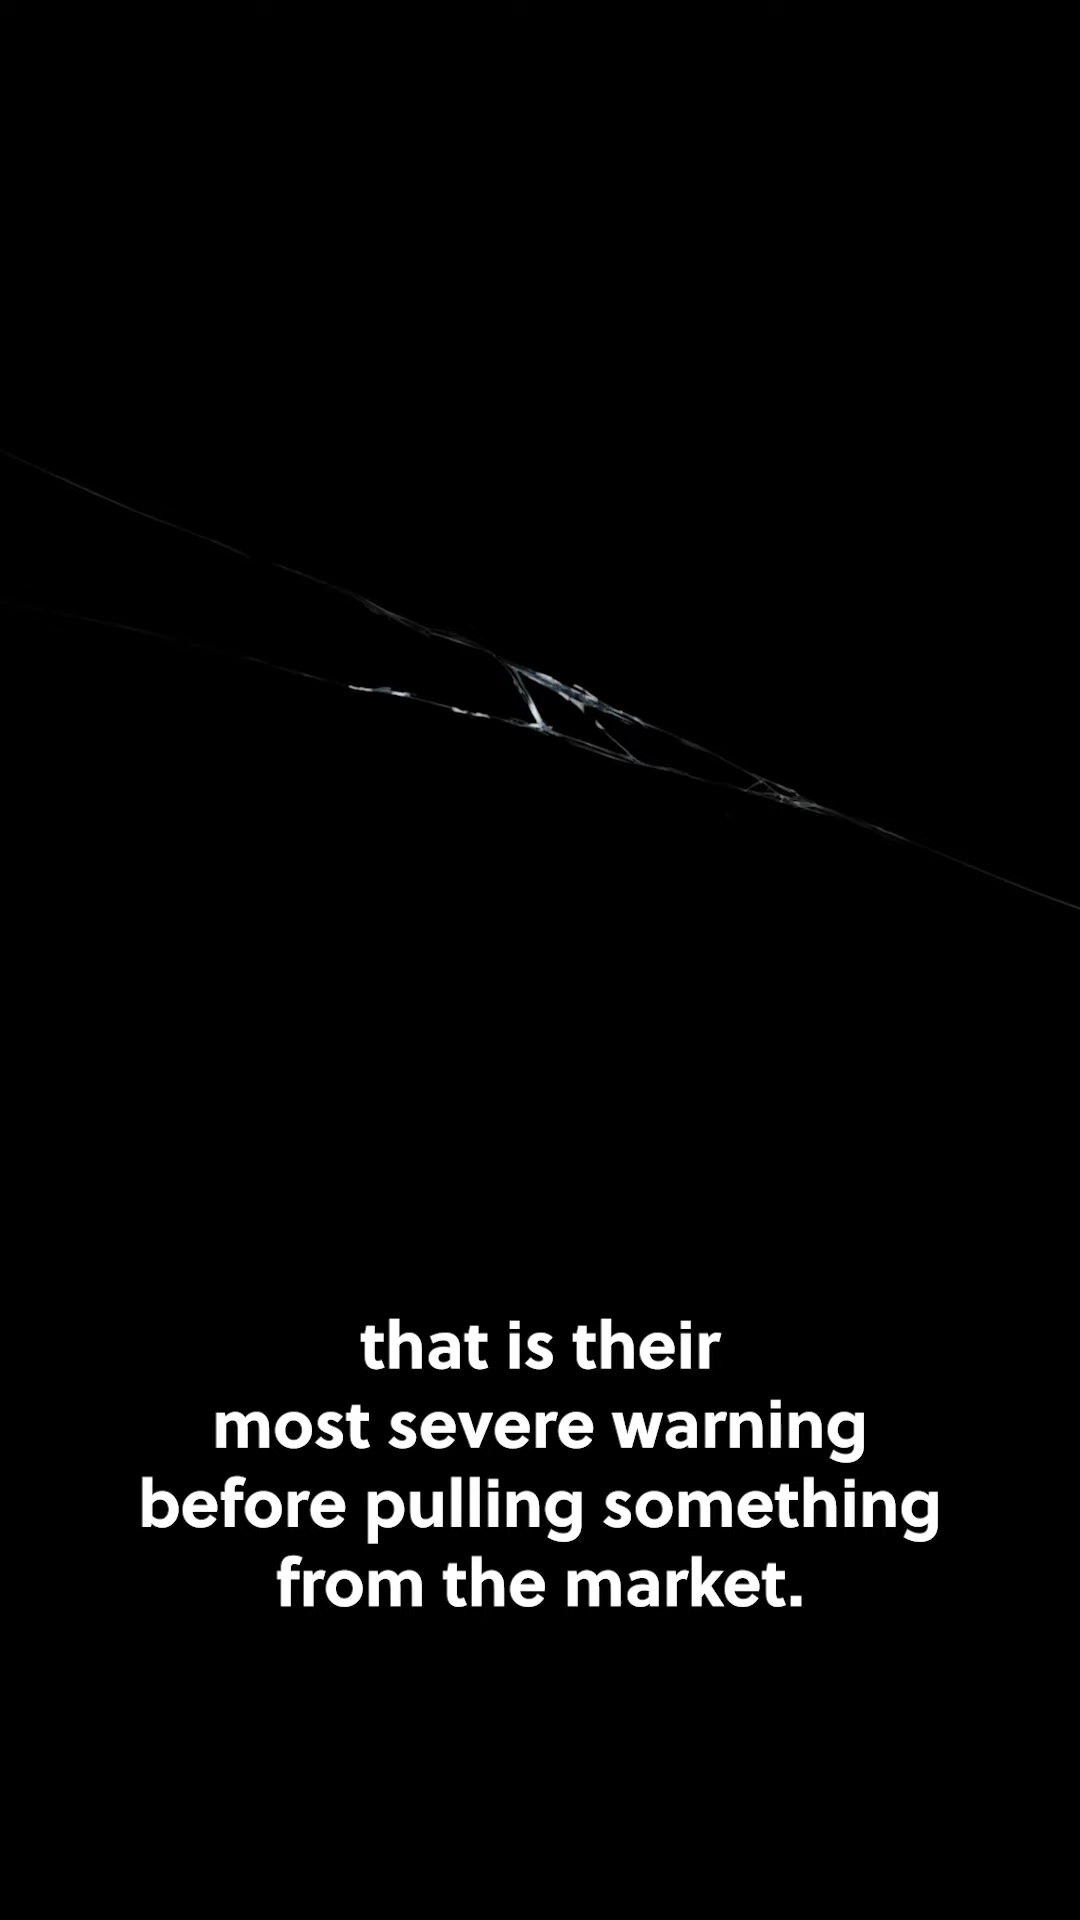 that is their
most severe warning
before pulling something
from the market.